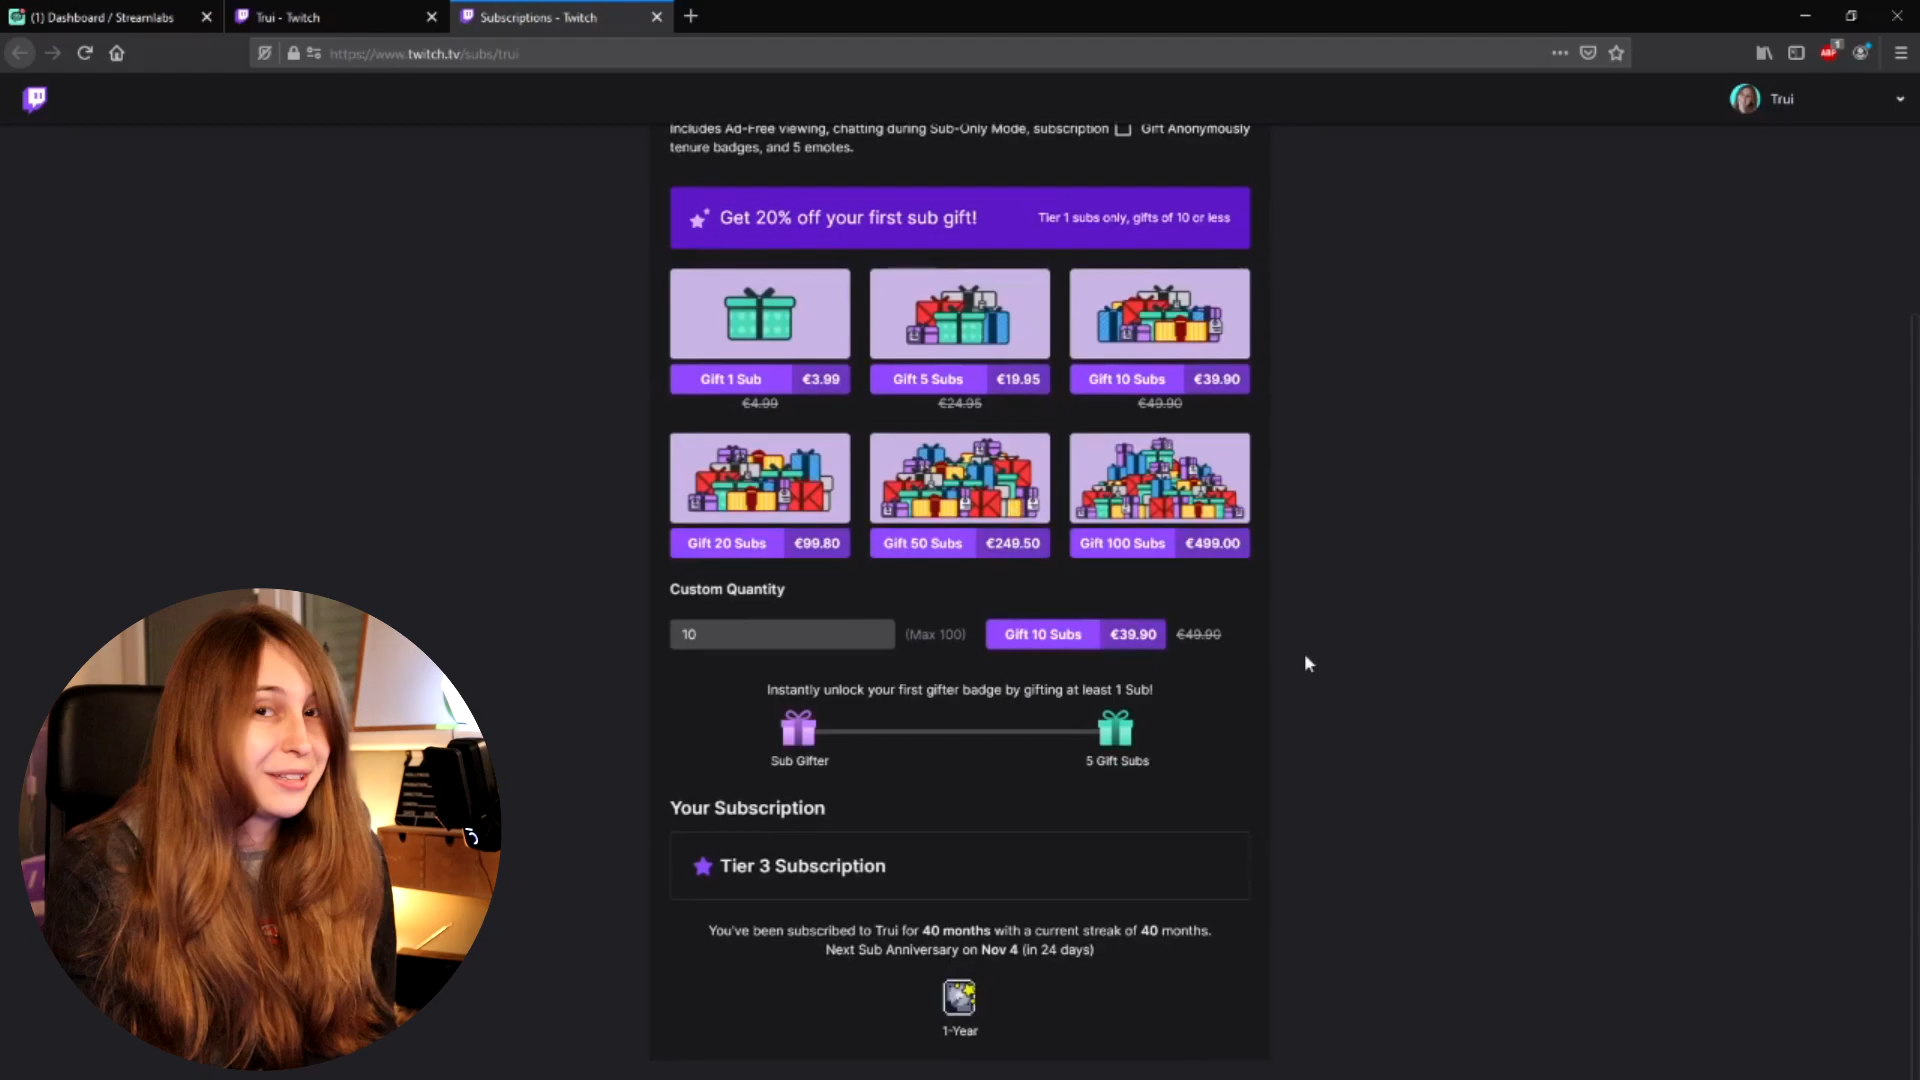 (1) Dashboard / Streamlabs
Trui - Twitch
Subscriptions - Twitch
https://www.twitch.tv/subs/trui
ABP
1
Trui
Includes Ad-Free viewing, chatting during Sub-Only Mode, subscription
tenure badges, and 5 emotes.
Gift Anonymously
Get 20% off your first sub gift!
Tier 1 subs only, gifts of 10 or less
Gift 1 Sub €3.99
€4.99
Gift 5 Subs €19.95
€24.95
Gift 10 Subs €39.90
€49.90
Gift 20 Subs €99.80
Gift 50 Subs €249.50
Gift 100 Subs €499.00
Custom Quantity
10
(Max 100)
Gift 10 Subs €39.90
€49.90
Instantly unlock your first gifter badge by gifting at least 1 Sub!
Sub Gifter
5 Gift Subs
Your Subscription
Tier 3 Subscription
You've been subscribed to Trui for 40 months with a current streak of 40 months.
Next Sub Anniversary on Nov 4 (in 24 days)
1-Year